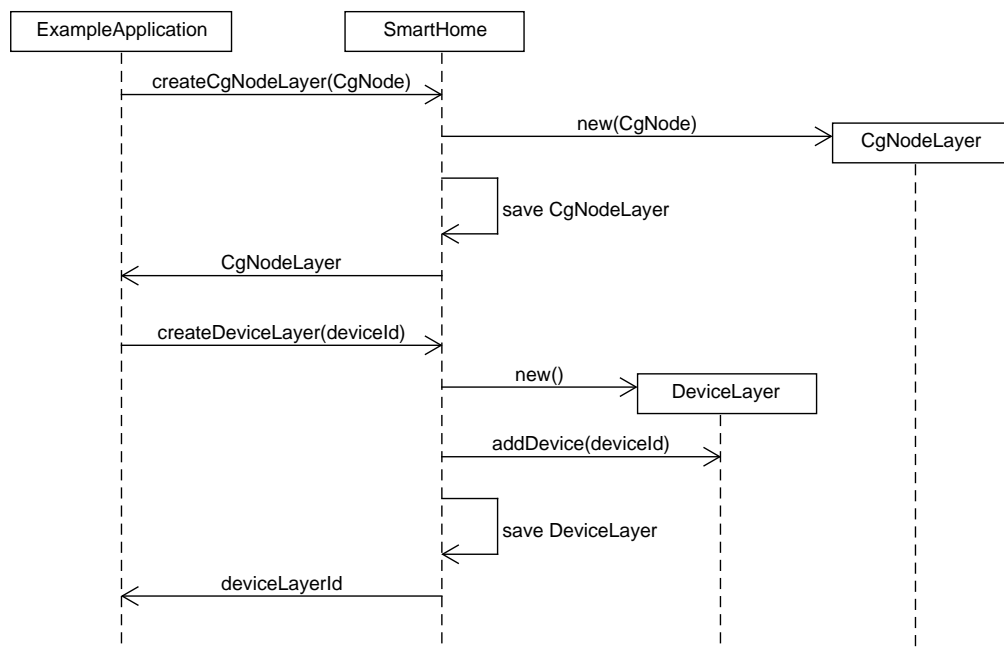 ExampleApplication
SmartHome
createCgNodeLayer(CgNode)
new(CgNode)
CgNodeLayer
save CgNodeLayer
CgNodeLayer
createDeviceLayer(deviceId)
new()
DeviceLayer
addDevice(deviceId)
save DeviceLayer
deviceLayerId